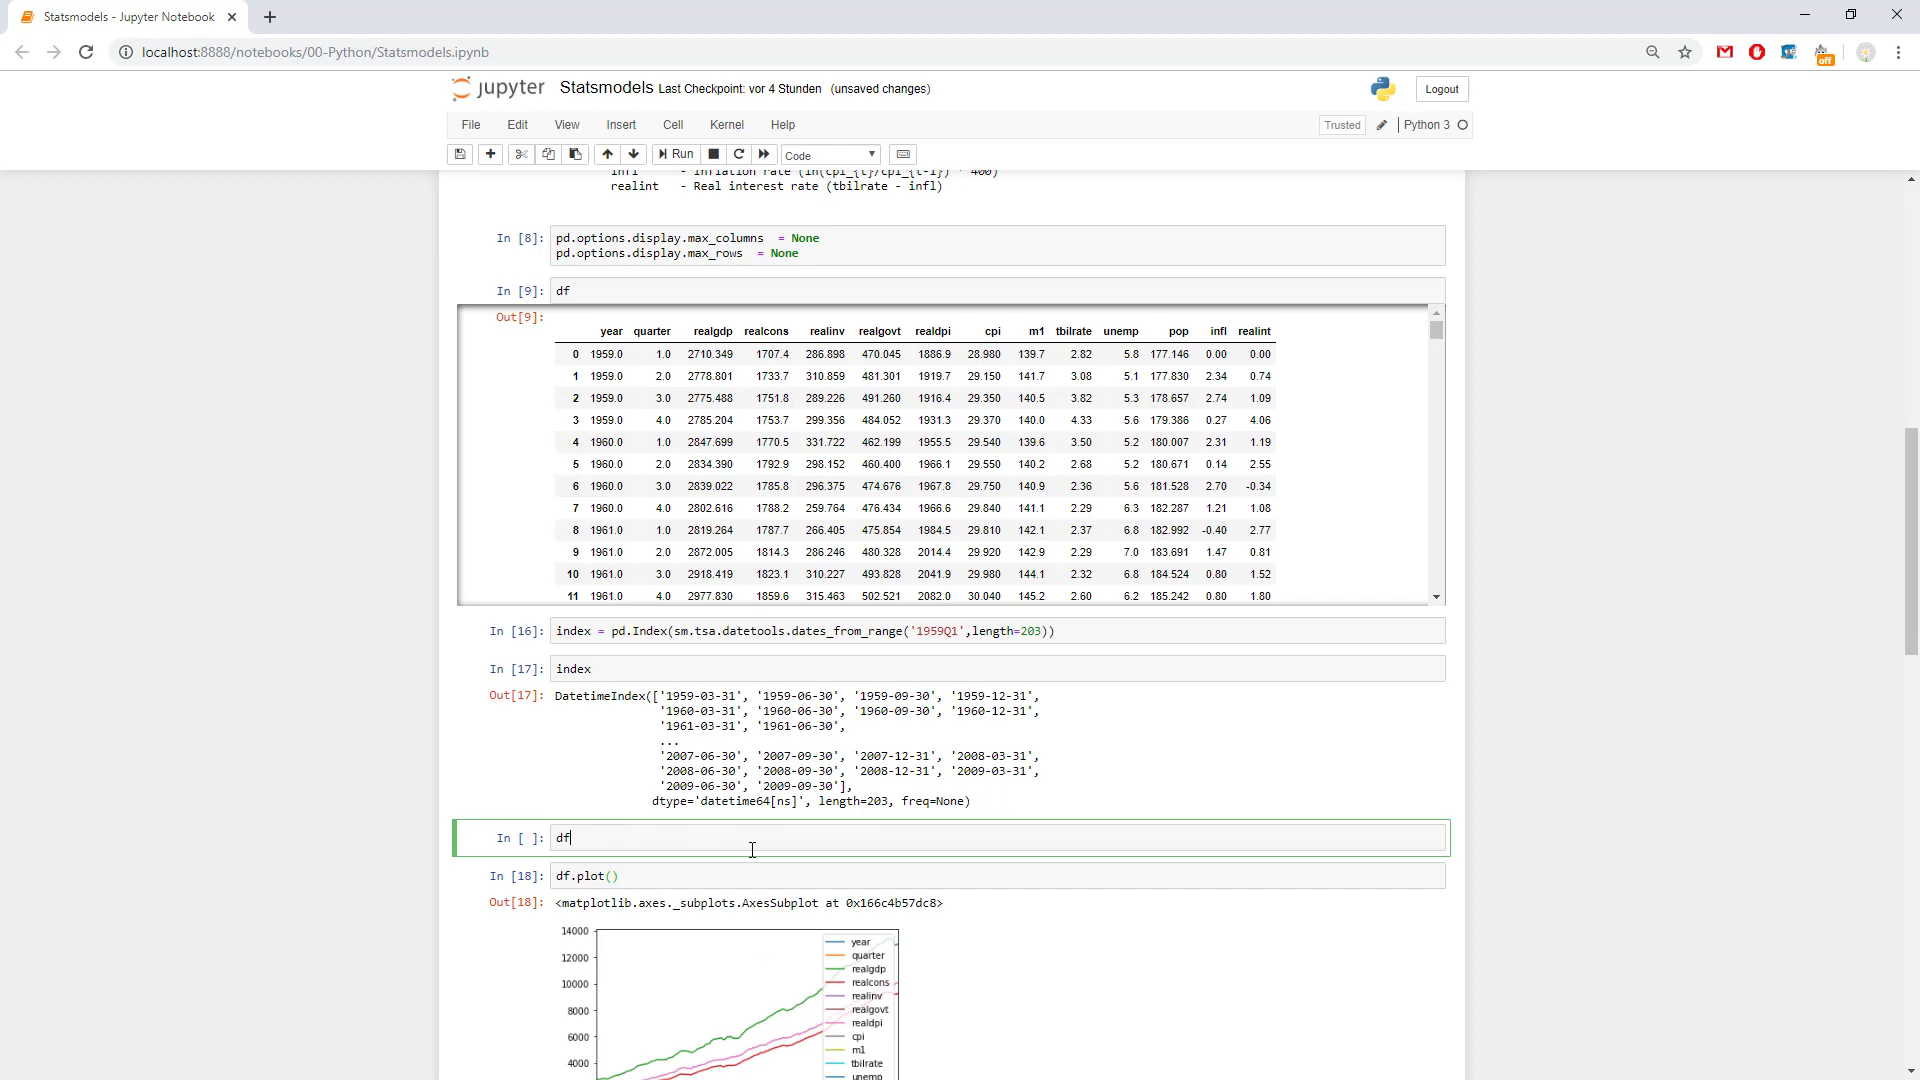 Statsmodels - Jupyter Notebook
localhost:8888/notebooks/00-Python/Statsmodels.ipynb
off
jupyter Statsmodels Last Checkpoint: vor 4 Stunden (unsaved changes)
Logout
File Edit View Insert Cell Kernel Help
Trusted Python 3
Run Code
infl - Inflation rate (ln(cpi_{t}/cpi_{t-1}) * 400)
realint - Real interest rate (tbilrate - infl)
In [8]: pd.options.display.max_columns = None
pd.options.display.max_rows = None
In [9]: df
Out[9]:
year quarter realgdp realcons realinv realgovt realdpi cpi m1 tbilrate unemp pop infl realint
0 1959.0 1.0 2710.349 1707.4 286.898 470.045 1886.9 28.980 139.7 2.82 5.8 177.146 0.00 0.00
1 1959.0 2.0 2778.801 1733.7 310.859 481.301 1919.7 29.150 141.7 3.08 5.1 177.830 2.34 0.74
2 1959.0 3.0 2775.488 1751.8 289.226 491.260 1916.4 29.350 140.5 3.82 5.3 178.657 2.74 1.09
3 1959.0 4.0 2785.204 1753.7 299.356 484.052 1931.3 29.370 140.0 4.33 5.6 179.386 0.27 4.06
4 1960.0 1.0 2847.699 1770.5 331.722 462.199 1955.5 29.540 139.6 3.50 5.2 180.007 2.31 1.19
5 1960.0 2.0 2834.390 1792.9 298.152 460.400 1966.1 29.550 140.2 2.68 5.2 180.671 0.14 2.55
6 1960.0 3.0 2839.022 1785.8 296.375 474.676 1967.8 29.750 140.9 2.36 5.6 181.528 2.70 -0.34
7 1960.0 4.0 2802.616 1788.2 259.764 476.434 1966.6 29.840 141.1 2.29 6.3 182.287 1.21 1.08
8 1961.0 1.0 2819.264 1787.7 266.405 475.854 1984.5 29.810 142.1 2.37 6.8 182.992 -0.40 2.77
9 1961.0 2.0 2872.005 1814.3 286.246 480.328 2014.4 29.920 142.9 2.29 7.0 183.691 1.47 0.81
10 1961.0 3.0 2918.419 1823.1 310.227 493.828 2041.9 29.980 144.1 2.32 6.8 184.524 0.80 1.52
11 1961.0 4.0 2977.830 1859.6 315.463 502.521 2082.0 30.040 145.2 2.60 6.2 185.242 0.80 1.80
In [16]: index = pd.Index(sm.tsa.datetools.dates_from_range('1959Q1',length=203))
In [17]: index
Out[17]: DatetimeIndex(['1959-03-31', '1959-06-30', '1959-09-30', '1959-12-31',
'1960-03-31', '1960-06-30', '1960-09-30', '1960-12-31',
'1961-03-31', '1961-06-30',
...
'2007-06-30', '2007-09-30', '2007-12-31', '2008-03-31',
'2008-06-30', '2008-09-30', '2008-12-31', '2009-03-31',
'2009-06-30', '2009-09-30'],
dtype='datetime64[ns]', length=203, freq=None)
In [ ]: df
In [18]: df.plot()
Out[18]: <matplotlib.axes._subplots.AxesSubplot at 0x166c4b57dc8>
14000
12000
10000
8000
6000
4000
year
quarter
realgdp
realcons
realinv
realgovt
realdpi
cpi
m1
tbilrate
unemp